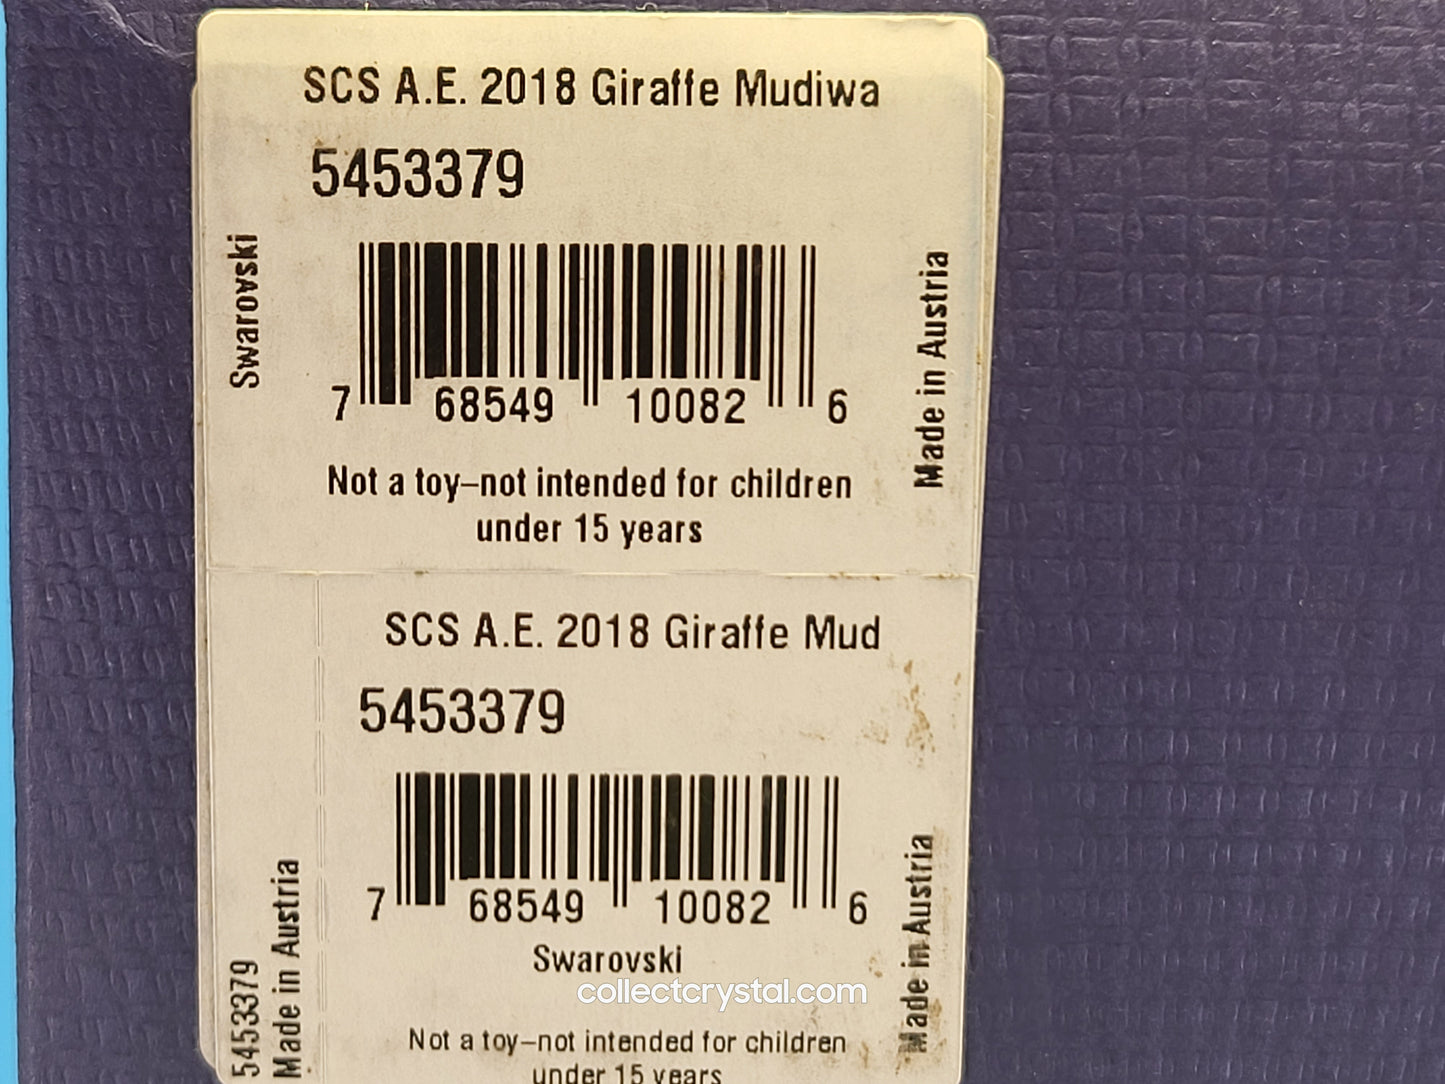 SCS A.E. 2018 Giraffe Mudiwa
5453379
Swarovski
Made in Austria
7 68549 10082 6
Not a toy–not intended for children
under 15 years
SCS A.E. 2018 Giraffe Mud
5453379
7 68549 10082 6
Swarovski
collectcrystal.com
Made in Austria
5453379
Made in Austria
Not a toy–not intended for children
under 15 years